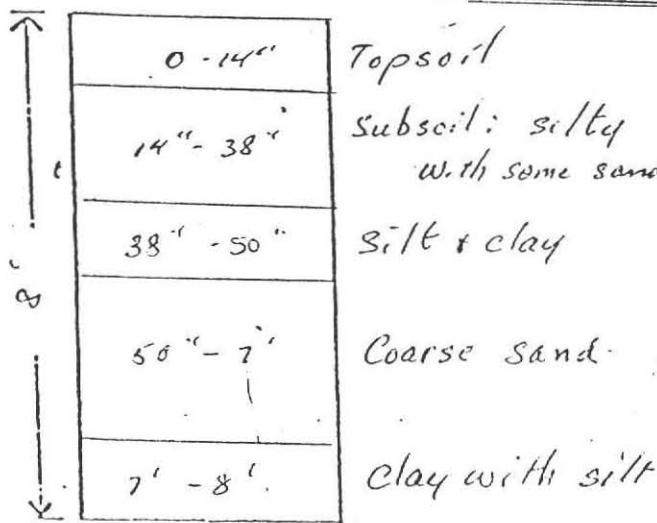 0 - 14" Topsoil
14" - 38" Subsoil: silty
with some sand
38" - 50" Silt & clay
8'
50" - 7' Coarse sand
7' - 8' Clay with silt